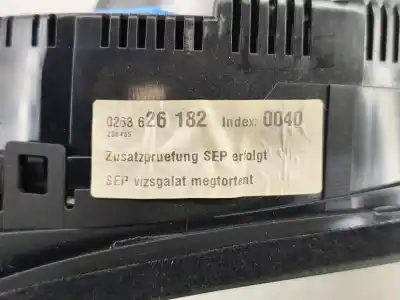 0263 626 182 Index: 0040
Zusatzpruefung SEP erfolgt
SEP vizsgalat megtortent